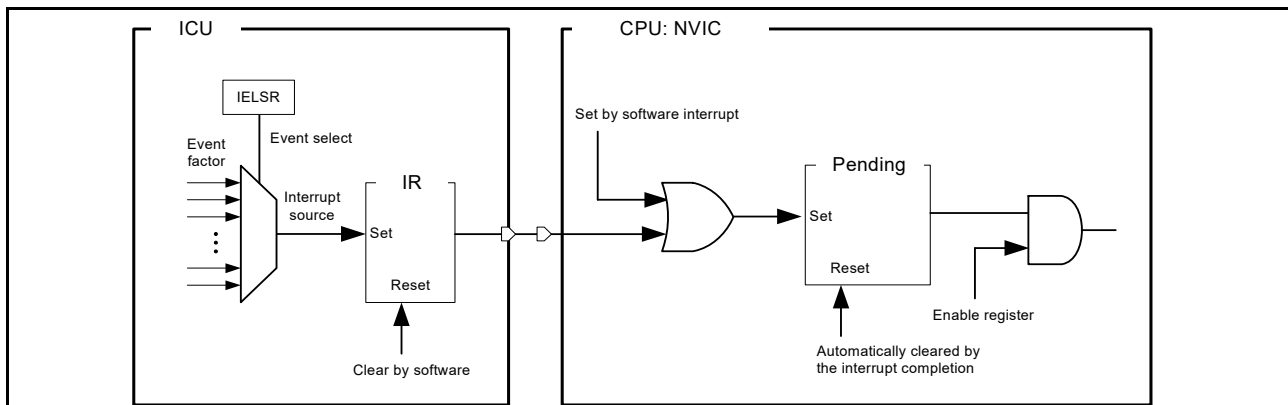 ICU
CPU: NVIC
IELSR
Event select
Event
factor
Interrupt
source
IR
Set
Reset
Clear by software
Set by software interrupt
Pending
Set
Reset
Enable register
Automatically cleared by
the interrupt completion